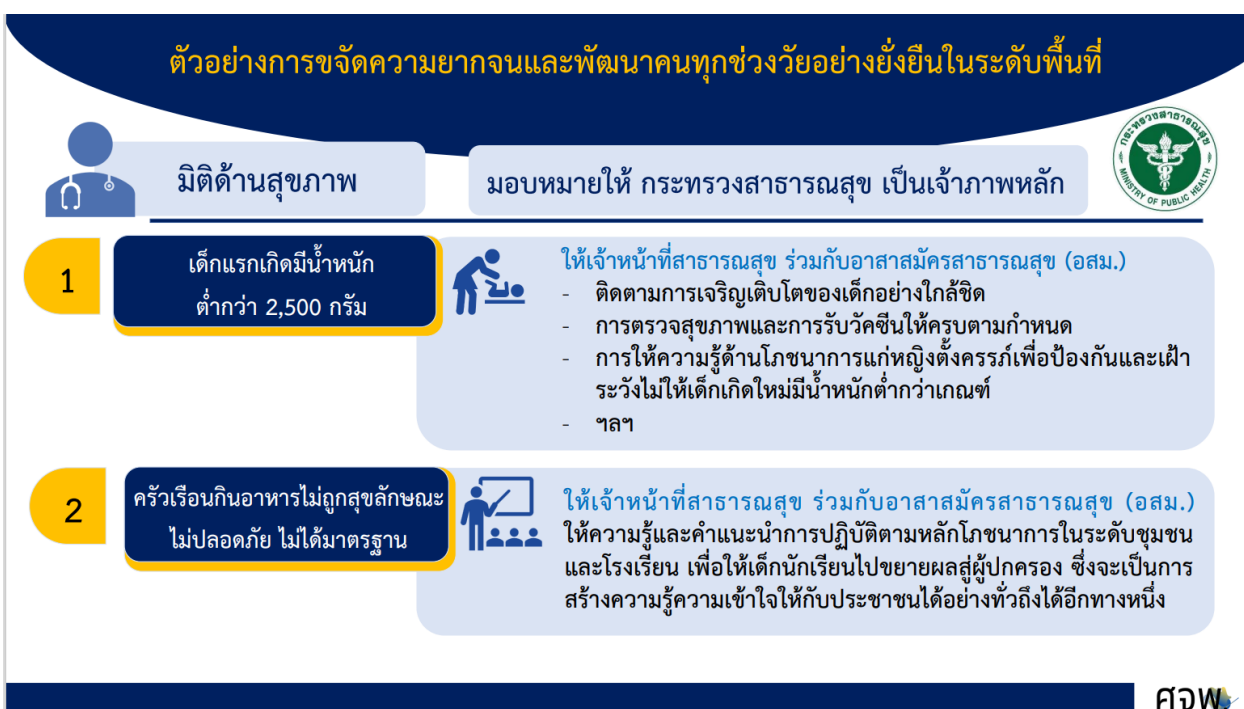 ตัวอย่างการขจัดความยากจนและพัฒนาคนทุกช่วงวัยอย่างยั่งยืนในระดับพื้นที่
มิติด้านสุขภาพ
มอบหมายให้ กระทรวงสาธารณสุข เป็นเจ้าภาพหลัก
กระทรวงสาธารณสุข
MINISTRY OF PUBLIC HEALTH
1
เด็กแรกเกิดมีน้ำหนัก
ต่ำกว่า 2,500 กรัม
ให้เจ้าหน้าที่สาธารณสุข ร่วมกับอาสาสมัครสาธารณสุข (อสม.)
- ติดตามการเจริญเติบโตของเด็กอย่างใกล้ชิด
- การตรวจสุขภาพและการรับวัคซีนให้ครบตามกำหนด
- การให้ความรู้ด้านโภชนาการแก่หญิงตั้งครรภ์เพื่อป้องกันและเฝ้า
ระวังไม่ให้เด็กเกิดใหม่มีน้ำหนักต่ำกว่าเกณฑ์
- ฯลฯ
2
ครัวเรือนกินอาหารไม่ถูกสุขลักษณะ
ไม่ปลอดภัย ไม่ได้มาตรฐาน
ให้เจ้าหน้าที่สาธารณสุข ร่วมกับอาสาสมัครสาธารณสุข (อสม.)
ให้ความรู้และคำแนะนำการปฏิบัติตามหลักโภชนาการในระดับชุมชน
และโรงเรียน เพื่อให้เด็กนักเรียนไปขยายผลสู่ผู้ปกครอง ซึ่งจะเป็นการ
สร้างความรู้ความเข้าใจให้กับประชาชนได้อย่างทั่วถึงได้อีกทางหนึ่ง
ศจพ.